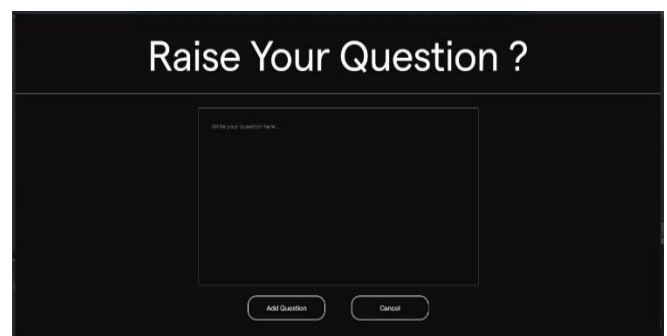 Raise Your Question ?
Write your question here...
Add Question
Cancel